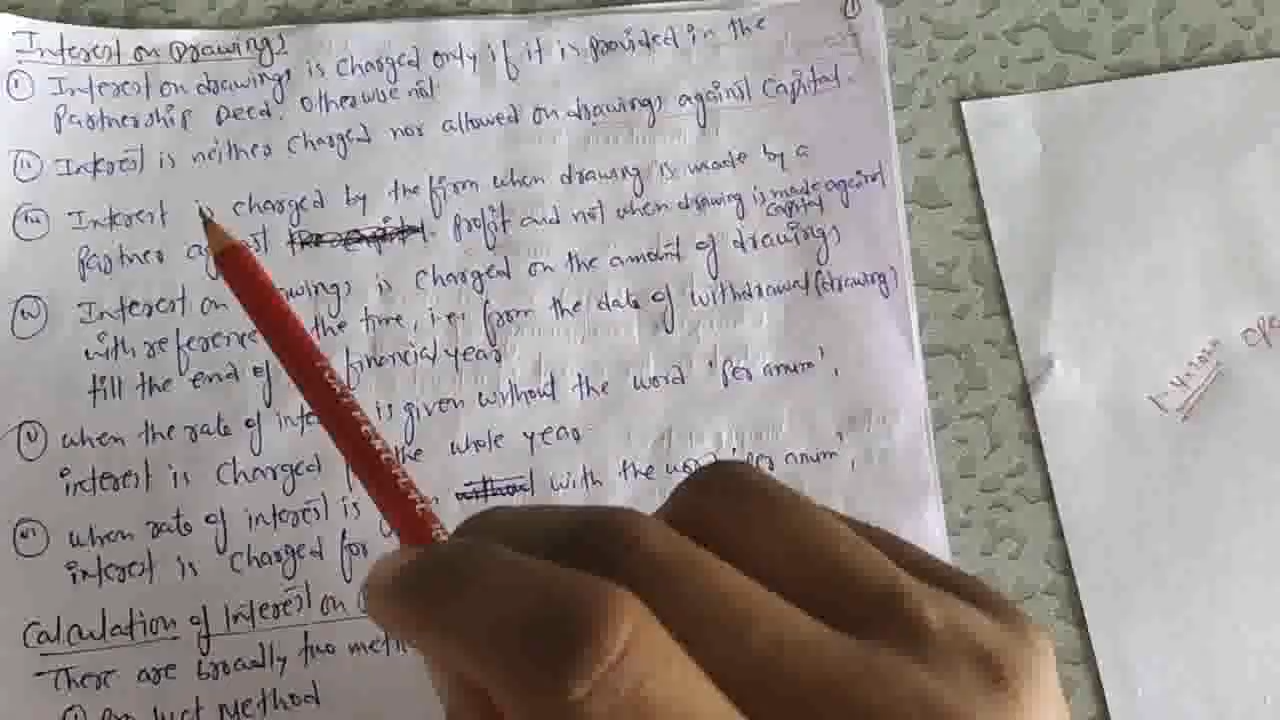 ①
Interest on Drawings
(i) Interest on drawings is charged only if it is provided in the
Partnership Deed. Otherwise not
(ii) Interest is neither charged nor allowed on drawings against Capital.
(iii) Interest is charged by the firm when drawing is made by a
Partner against Profit and not when drawing is made against
capital
(iv) Interest on drawings is charged on the amount of drawings
with reference the time, i.e. from the date of withdrawal (drawing)
till the end of financial year
(v) when the rate of interest is given without the word 'Per anum',
interest is charged the whole year.
(vi) when rate of interest is with the word 'per anum',
interest is charged for
Calculation of Interest on
There are broadly two
(i) Product Method